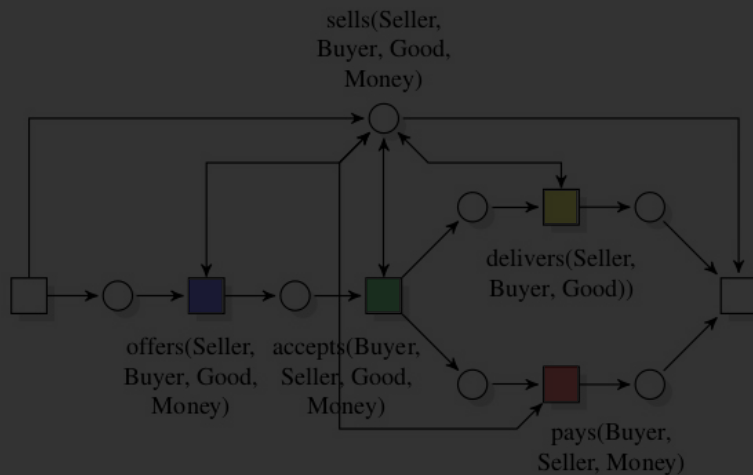 sells(Seller,
Buyer, Good,
Money)
delivers(Seller,
Buyer, Good))
offers(Seller,
Buyer, Good,
Money)
accepts(Buyer,
Seller, Good,
Money)
pays(Buyer,
Seller, Money)